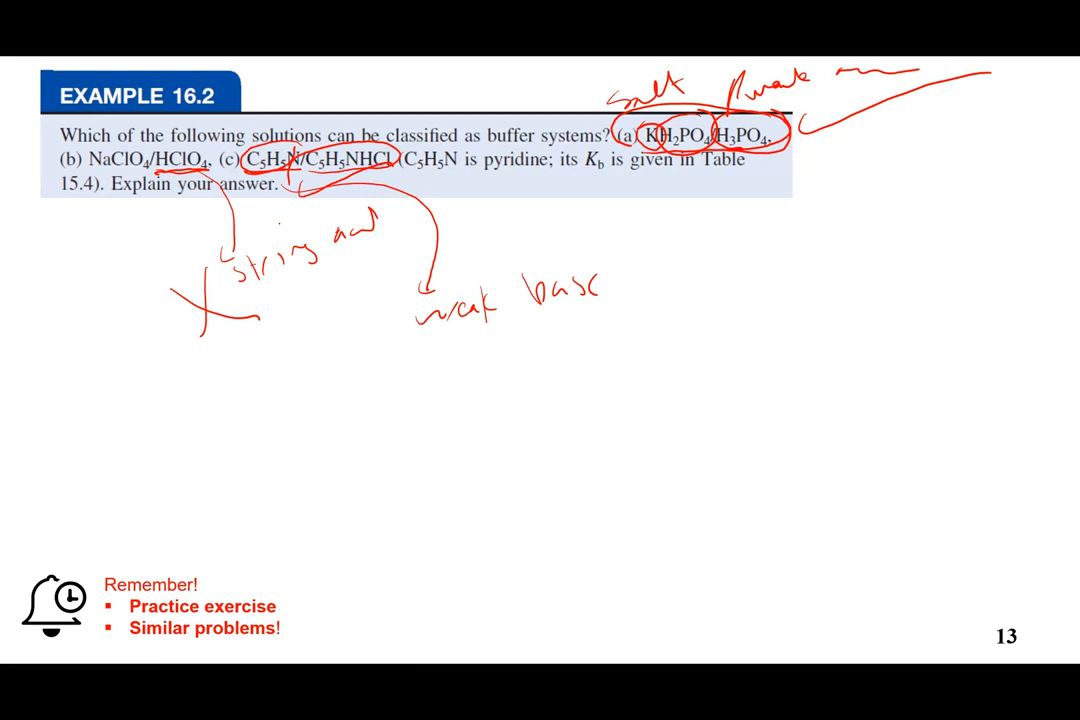 Salt weak
EXAMPLE 16.2
Which of the following solutions can be classified as buffer systems? (a) KH₂PO₄/H₃PO₄,
(b) NaClO₄/HClO₄, (c) C₅H₅N/C₅H₅NHCl (C₅H₅N is pyridine; its K_b is given in Table
15.4). Explain your answer.
string acid
weak base
Remember!
▪ Practice exercise
▪ Similar problems!
13